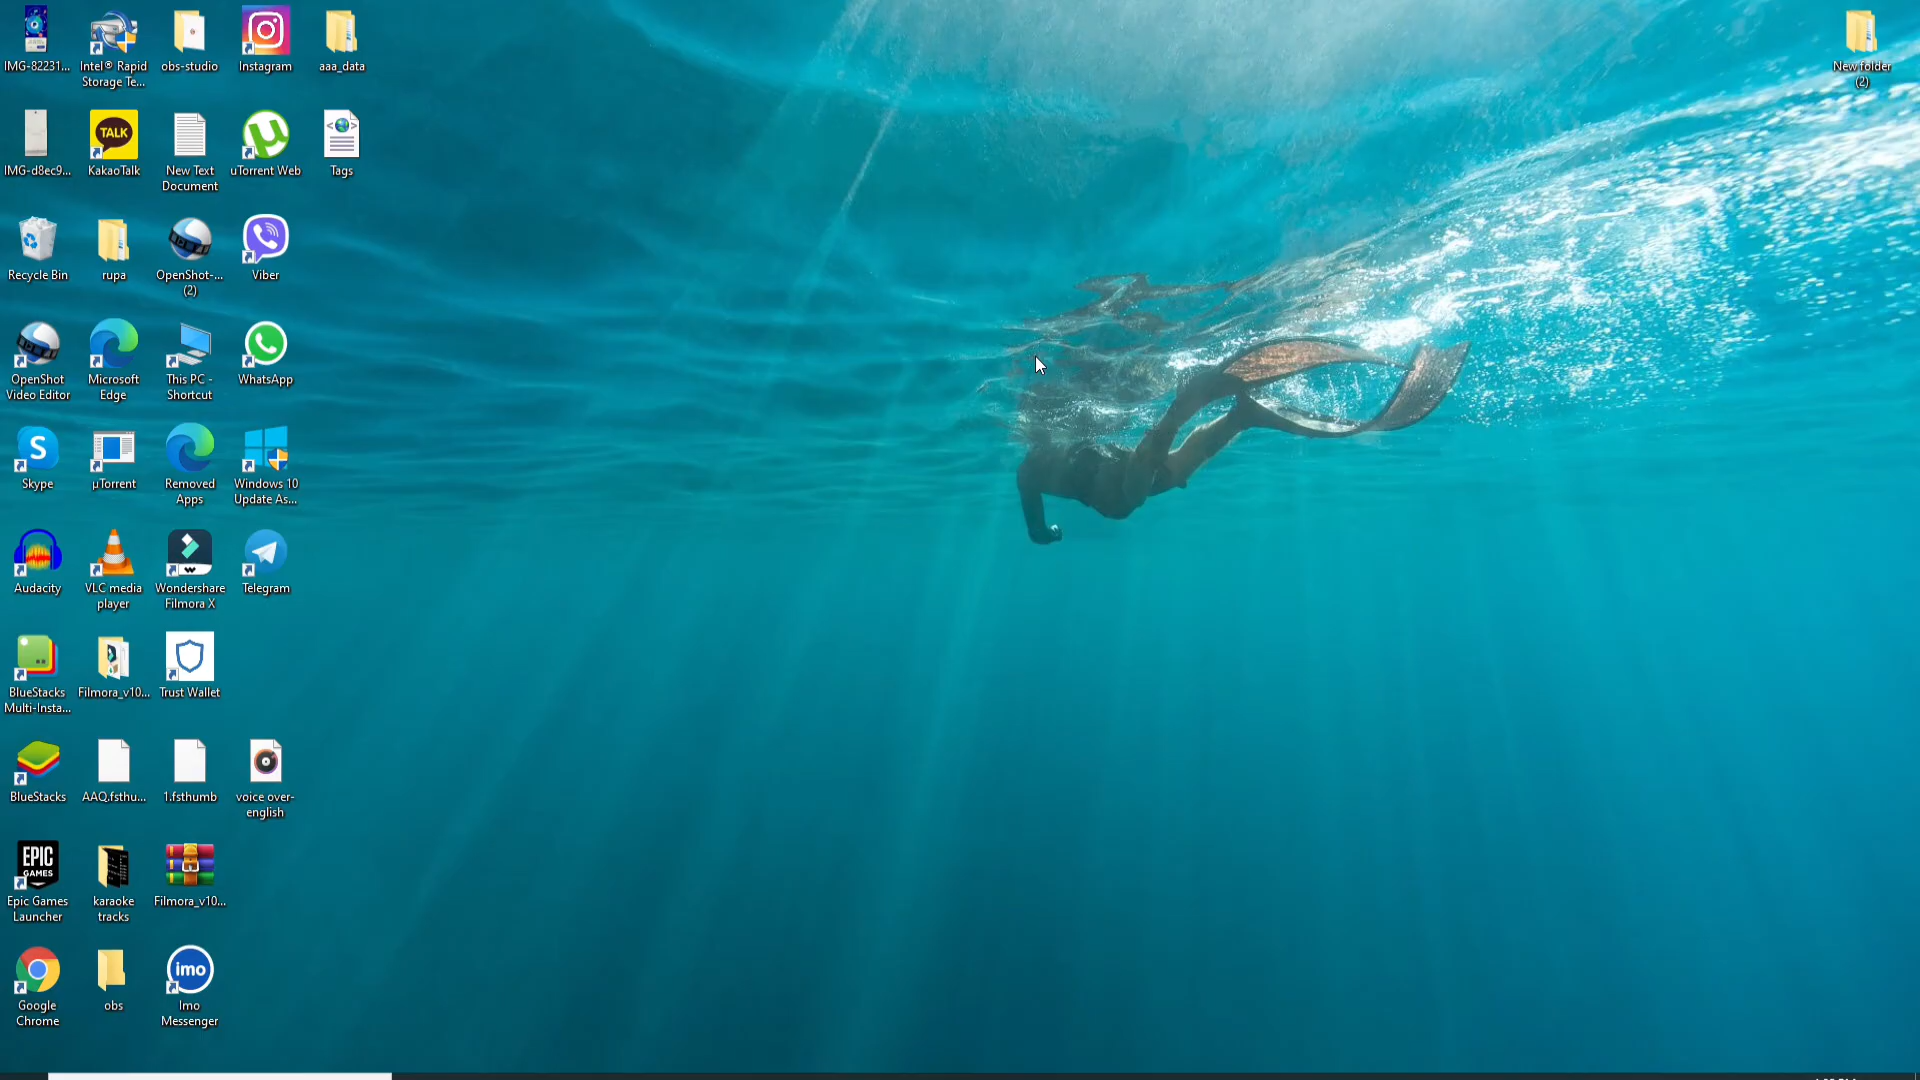 IMG-82231...
Intel® Rapid
Storage Te...
obs-studio
Instagram
aaa_data
New folder
(2)
IMG-d8ec9...
TALK
KakaoTalk
New Text
Document
uTorrent Web
Tags
Recycle Bin
rupa
OpenShot-...
(2)
Viber
OpenShot
Video Editor
Microsoft
Edge
This PC -
Shortcut
WhatsApp
S
Skype
µTorrent
Removed
Apps
Windows 10
Update As...
Audacity
VLC media
player
Wondershare
Filmora X
Telegram
BlueStacks
Multi-Insta...
Filmora_v10...
Trust Wallet
BlueStacks
AAQ.fsthu...
1.fsthumb
voice over-
english
EPIC
GAMES
Epic Games
Launcher
karaoke
tracks
Filmora_v10...
Google
Chrome
obs
imo
Imo
Messenger